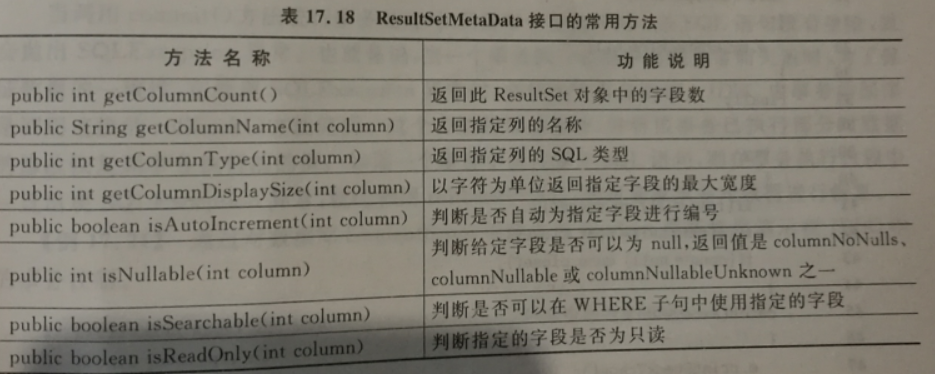 表 17.18 ResultSetMetaData 接口的常用方法
方法名称 功能说明
public int getColumnCount() 返回此 ResultSet 对象中的字段数
public String getColumnName(int column) 返回指定列的名称
public int getColumnType(int column) 返回指定列的 SQL 类型
public int getColumnDisplaySize(int column) 以字符为单位返回指定字段的最大宽度
public boolean isAutoIncrement(int column) 判断是否自动为指定字段进行编号
public int isNullable(int column) 判断给定字段是否可以为 null,返回值是 columnNoNulls、
columnNullable 或 columnNullableUnknown 之一
public boolean isSearchable(int column) 判断是否可以在 WHERE 子句中使用指定的字段
public boolean isReadOnly(int column) 判断指定的字段是否为只读